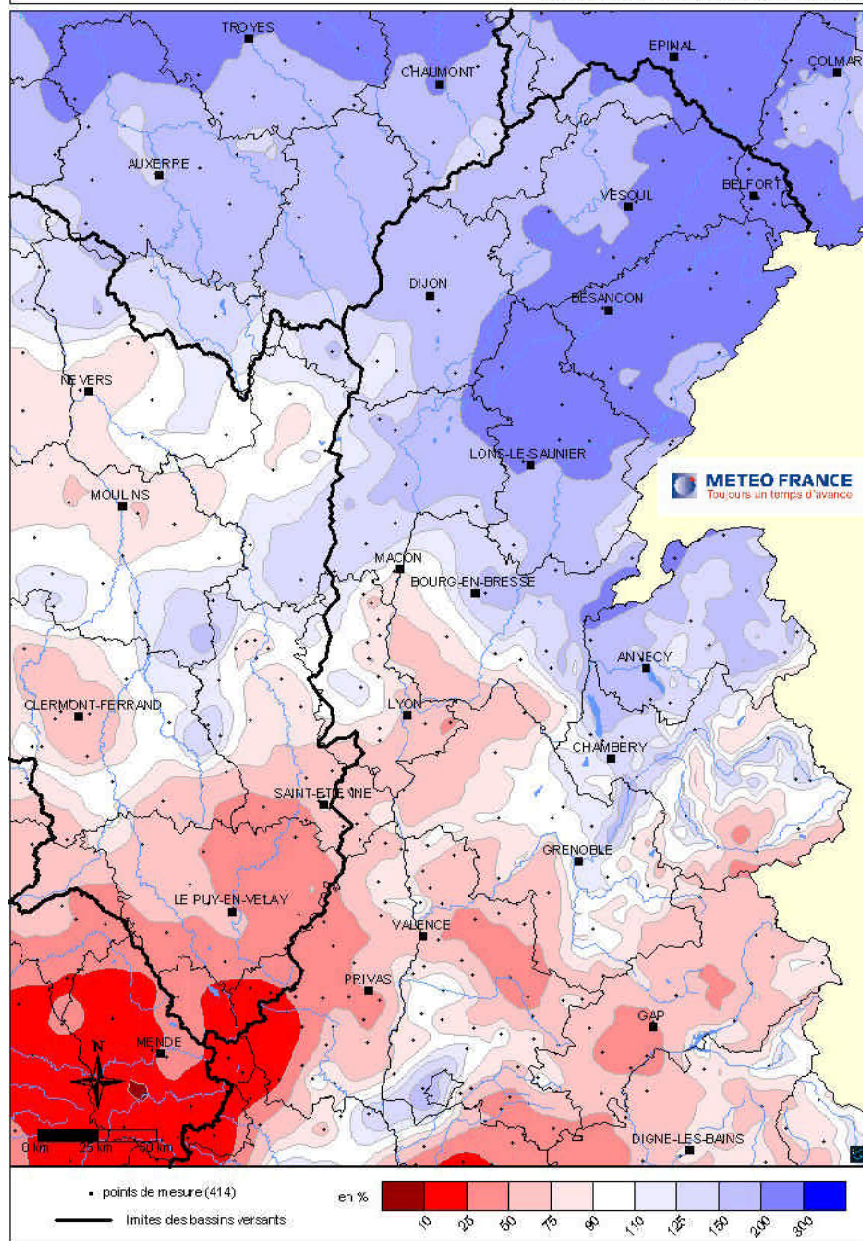 TROYES
EPINAL
CHAUMONT
COLMAR
AUXERRE
VESOUL
BELFORT
DIJON
BESANCON
NEVERS
LONS-LE-SAUNIER
METEO FRANCE
Toujours un temps d'avance
MOULINS
MACON
BOURG-EN-BRESSE
ANNECY
CLERMONT-FERRAND
LYON
CHAMBERY
SAINT-ETIENNE
GRENOBLE
LE PUY-EN-VELAY
VALENCE
PRIVAS
GAP
MENDE
N
DIGNE-LES-BAINS
0 km 25 km 50 km
points de mesure (414)
limites des bassins versants
en %
10 25 50 75 90 110 125 150 200 300